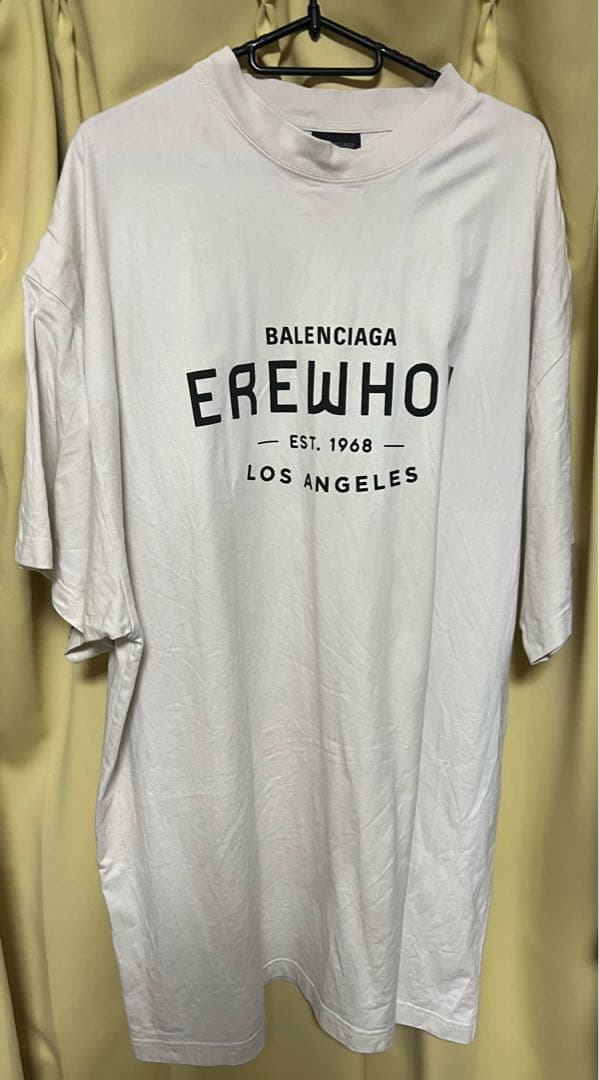 BALENCIAGA
EREWHO
EST. 1968
LOS ANGELES